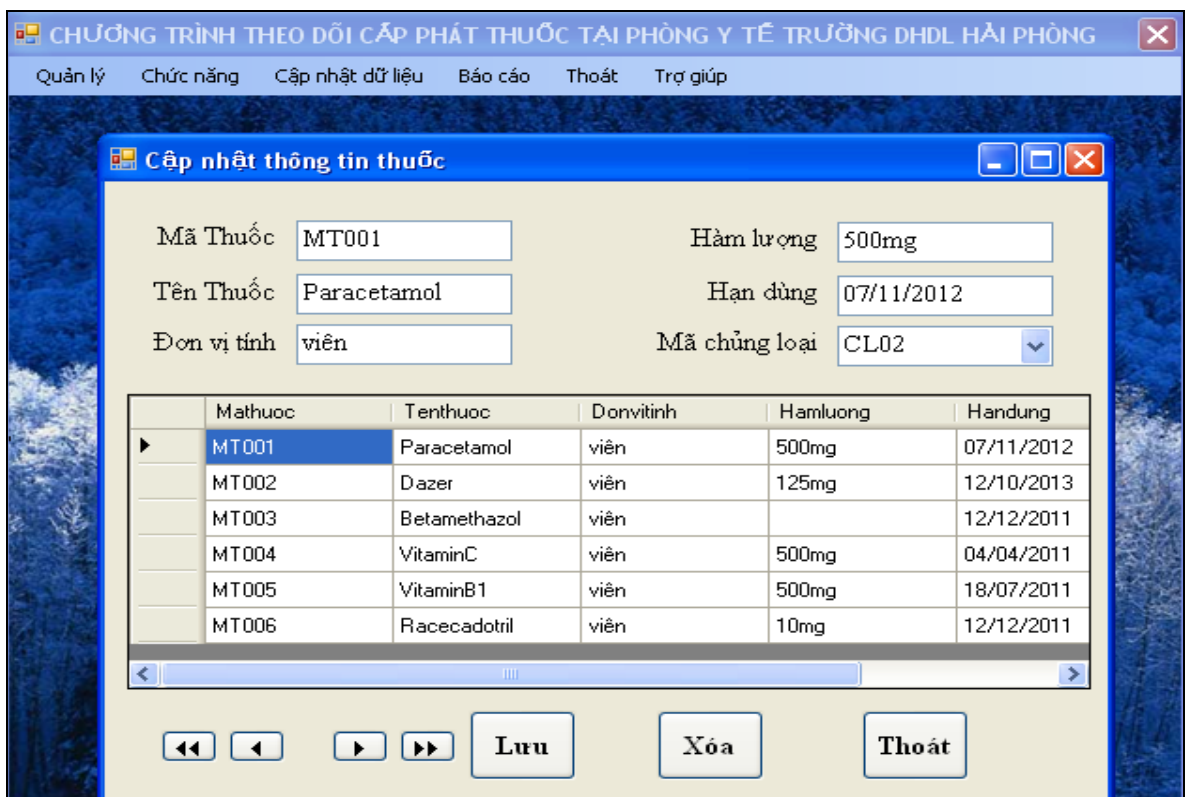 CHƯƠNG TRÌNH THEO DÕI CẤP PHÁT THUỐC TẠI PHÒNG Y TẾ TRƯỜNG DHDL HẢI PHÒNG
Quản lý Chức năng Cập nhật dữ liệu Báo cáo Thoát Trợ giúp
Cập nhật thông tin thuốc
Mã Thuốc MT001 Hàm lượng 500mg
Tên Thuốc Paracetamol Hạn dùng 07/11/2012
Đơn vị tính viên Mã chủng loại CL02
Mathuoc Tenthuoc Donvitinh Hamluong Handung
MT001 Paracetamol viên 500mg 07/11/2012
MT002 Dazer viên 125mg 12/10/2013
MT003 Betamethazol viên 12/12/2011
MT004 VitaminC viên 500mg 04/04/2011
MT005 VitaminB1 viên 500mg 18/07/2011
MT006 Racecadotril viên 10mg 12/12/2011
Lưu Xóa Thoát